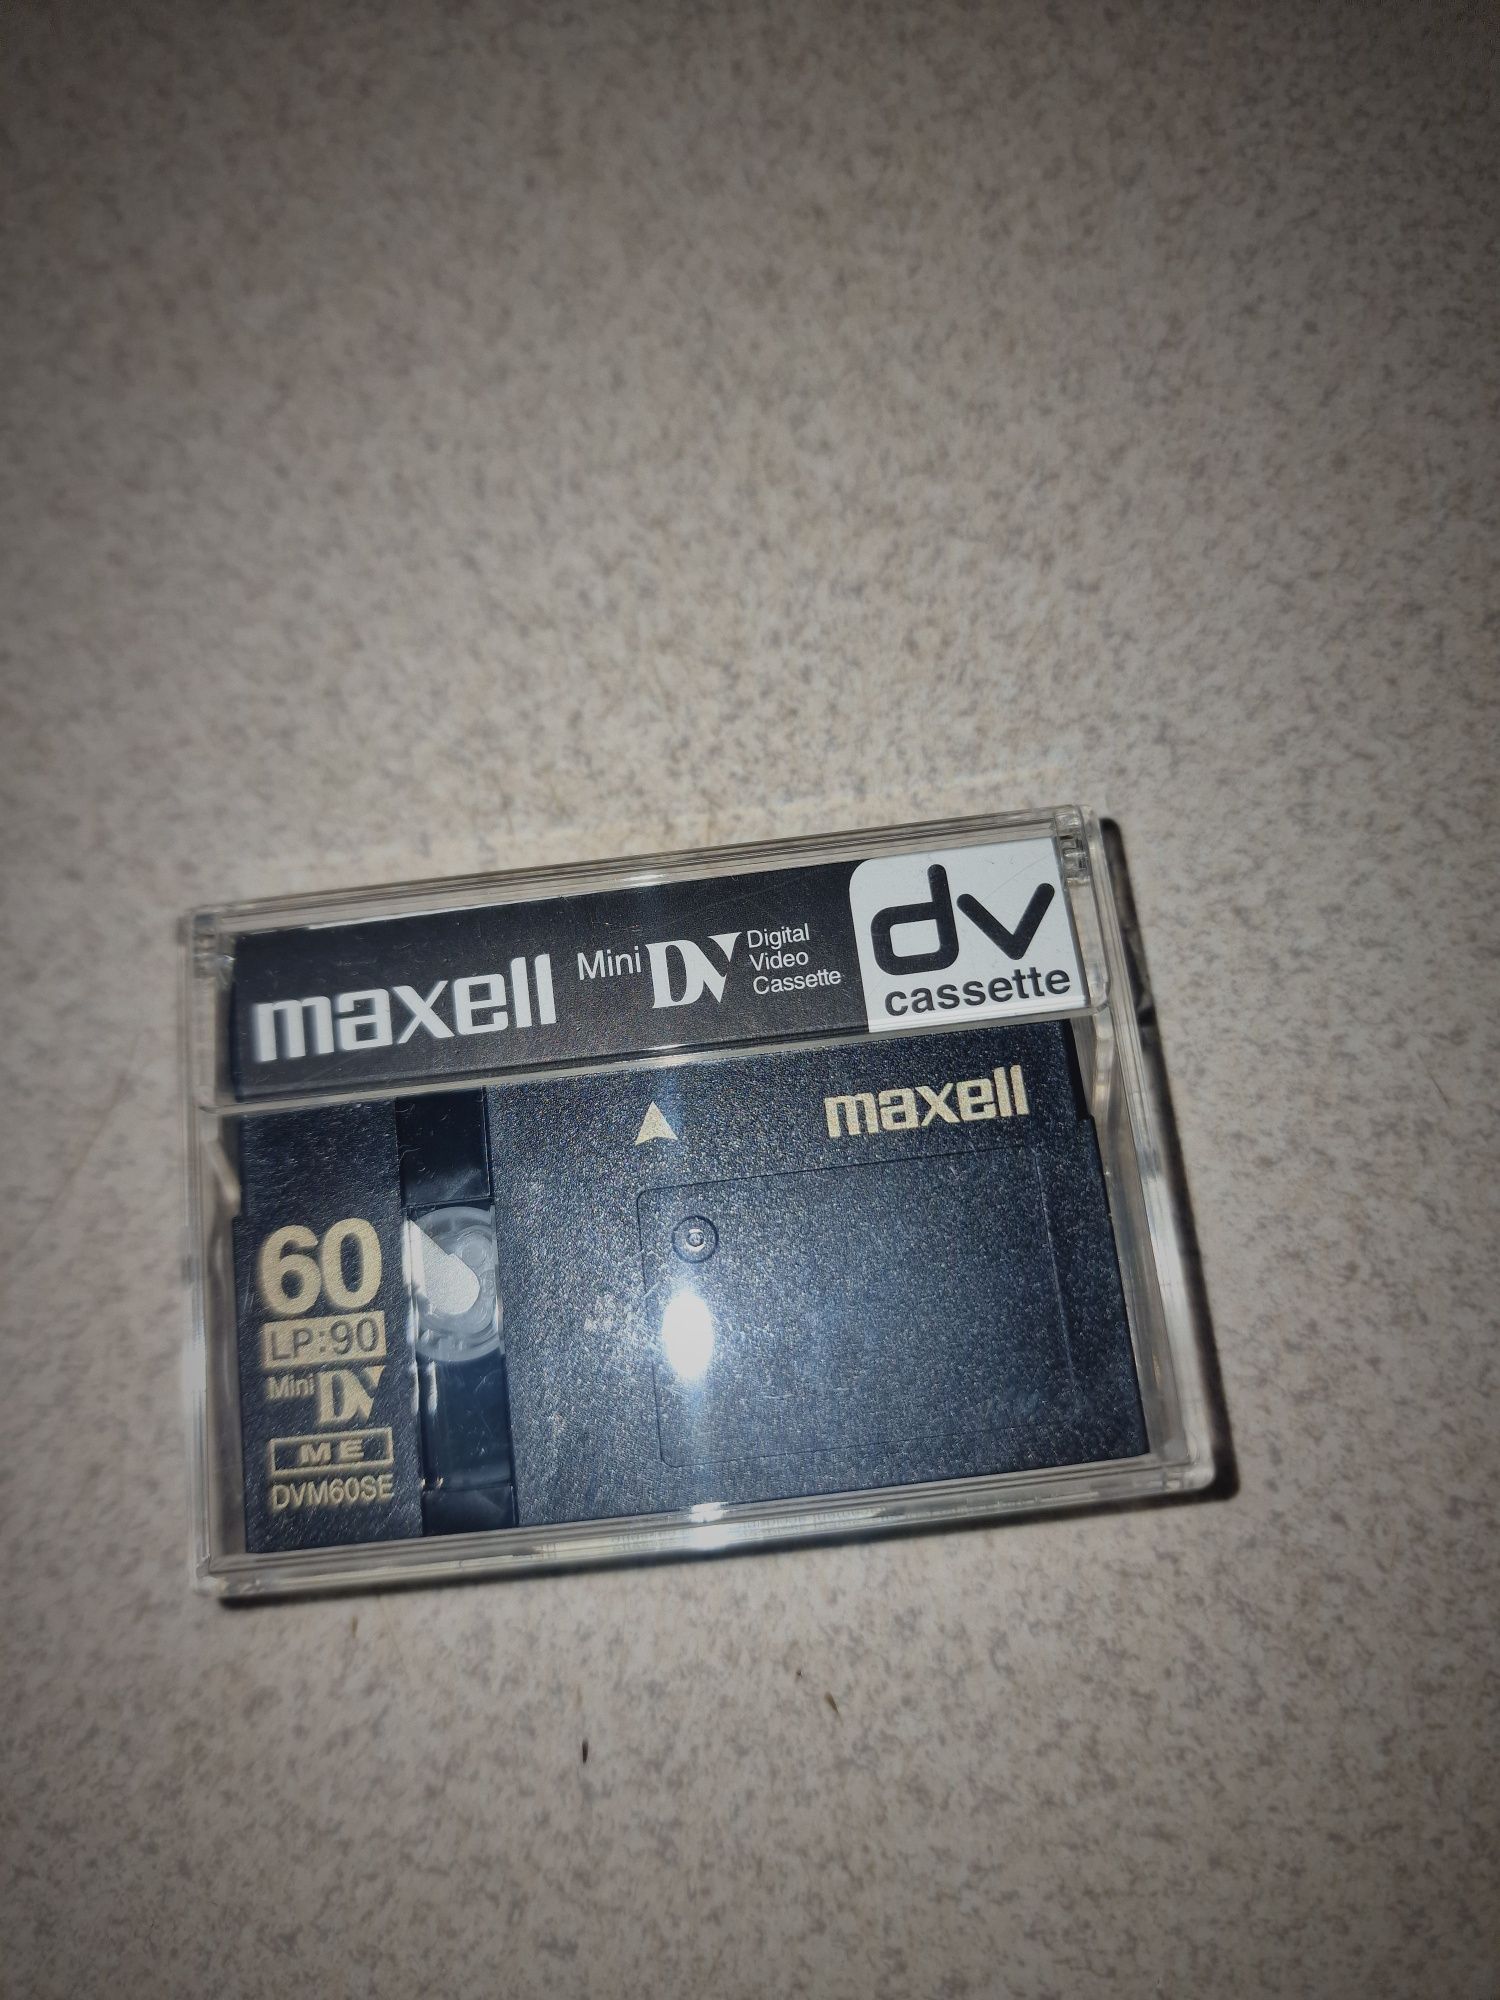 maxell Mini DV Digital
Video
Cassette
dv
cassette
maxell
60
LP:90
Mini DV
ME
DVM60SE